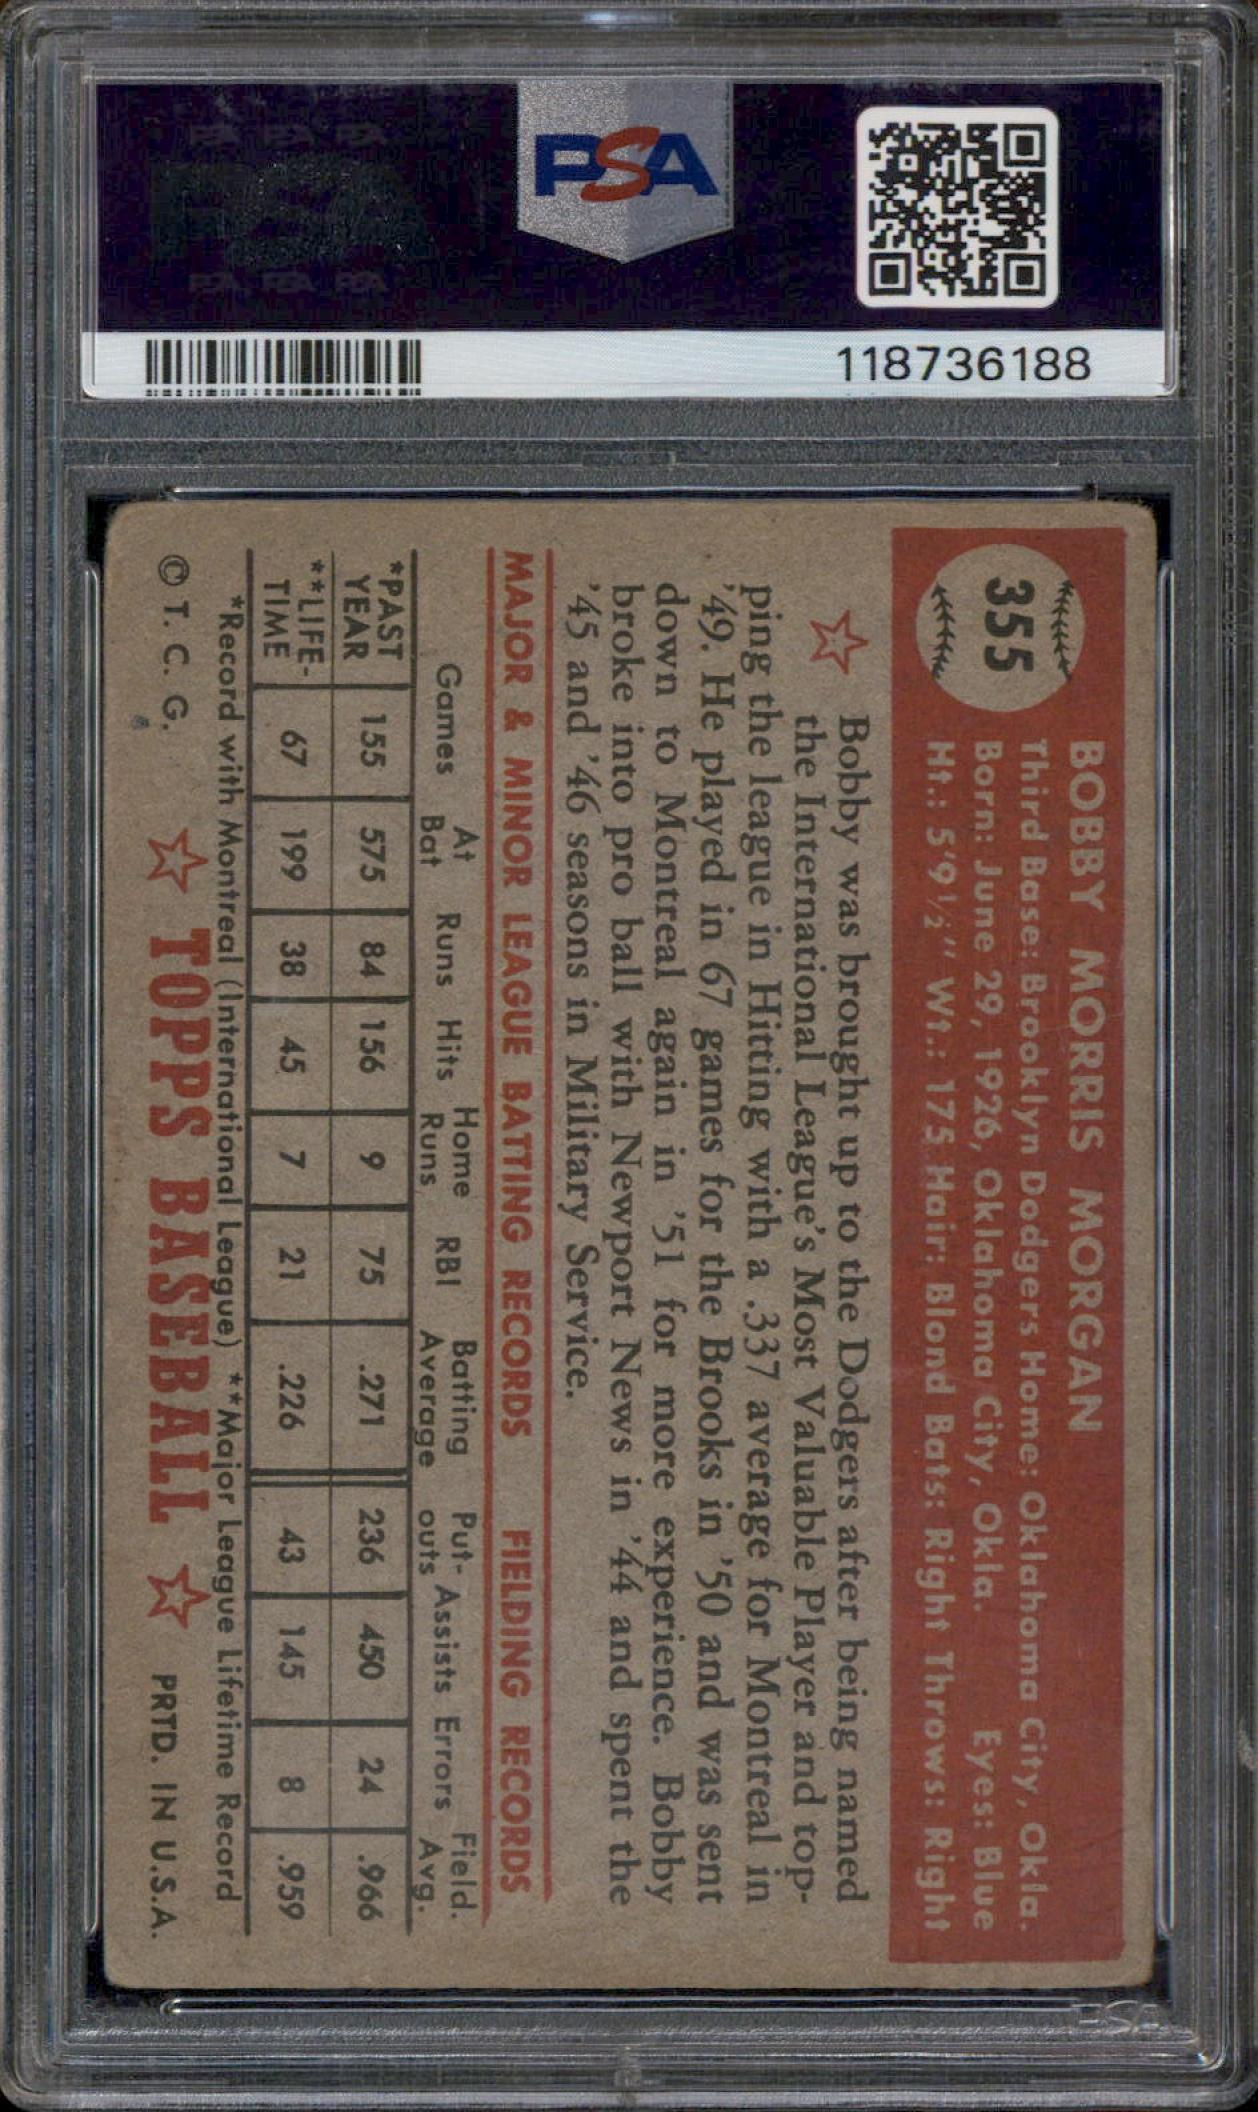 PSA
118736188
355
BOBBY MORRIS MORGAN
Third Base: Brooklyn Dodgers Home: Oklahoma City, Okla.
Born: June 29, 1926, Oklahoma City, Okla. Eyes: Blue
Ht.: 5'9½" Wt.: 175 Hair: Blond Bats: Right Throws: Right
Bobby was brought up to the Dodgers after being named
the International League's Most Valuable Player and top-
ping the league in Hitting with a .337 average for Montreal in
'49. He played in 67 games for the Brooks in '50 and was sent
down to Montreal again in '51 for more experience. Bobby
broke into pro ball with Newport News in '44 and spent the
'45 and '46 seasons in Military Service.
MAJOR & MINOR LEAGUE BATTING RECORDS FIELDING RECORDS
Games At Bat Runs Hits Home Runs RBI Batting Average Put-outs Assists Errors Field. Avg.
*PAST YEAR 155 575 84 156 9 75 .271 236 450 24 .966
**LIFE-TIME 67 199 38 45 7 21 .226 43 145 8 .959
*Record with Montreal (International League) **Major League Lifetime Record
© T. C. G. TOPPS BASEBALL PRTD. IN U.S.A.
PSA